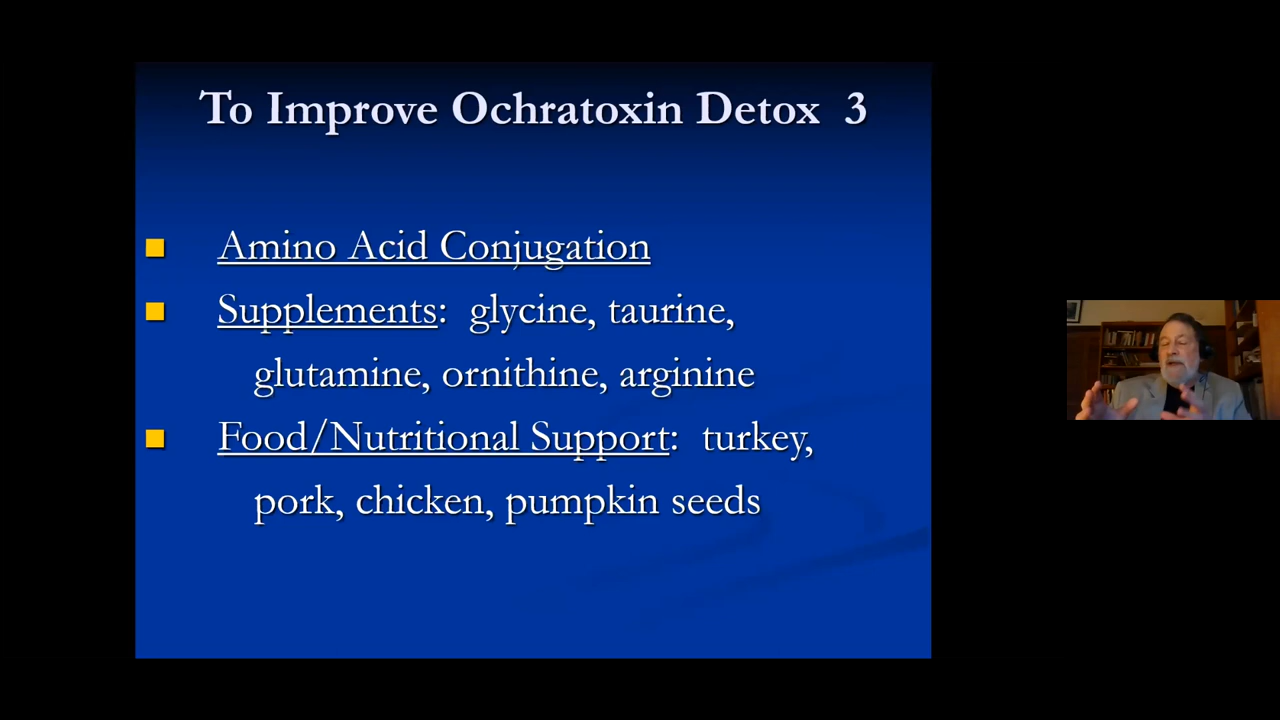 To Improve Ochratoxin Detox 3
Amino Acid Conjugation
Supplements: glycine, taurine,
glutamine, ornithine, arginine
Food/Nutritional Support: turkey,
pork, chicken, pumpkin seeds